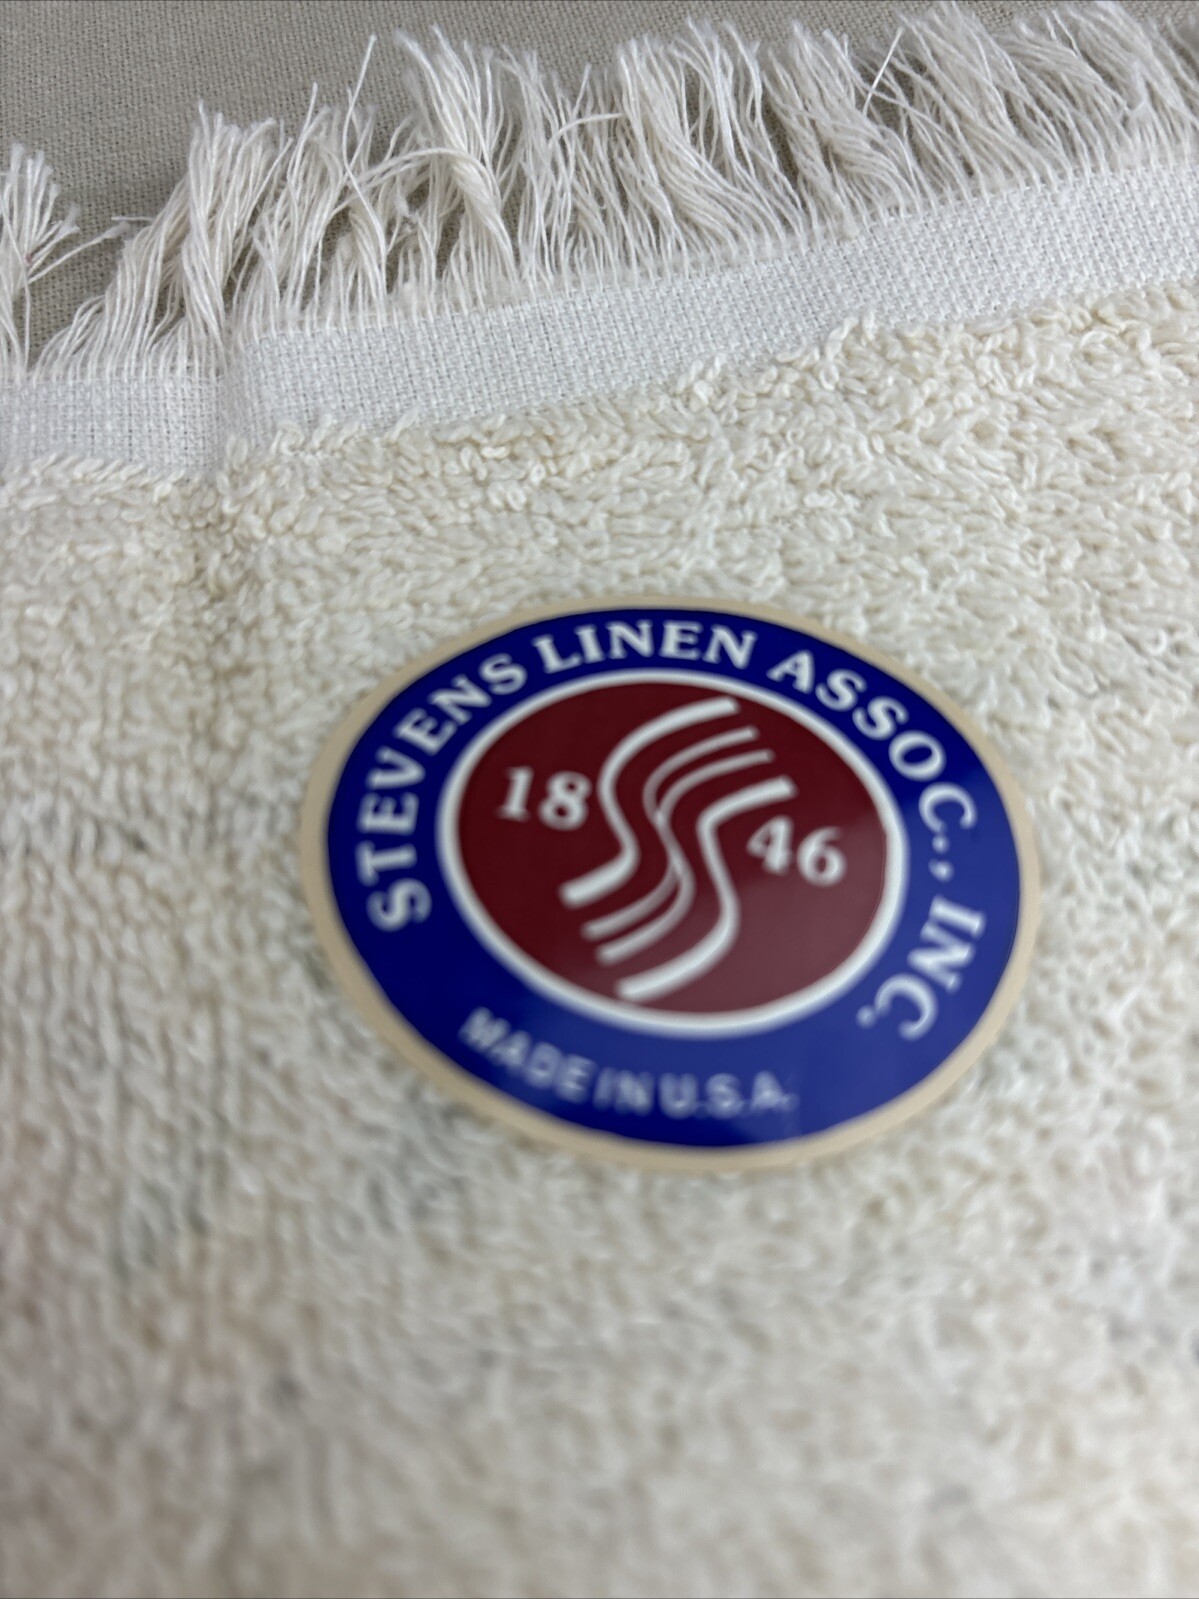 STEVENS LINEN ASSOC., INC.
18 46
MADE IN U.S.A.